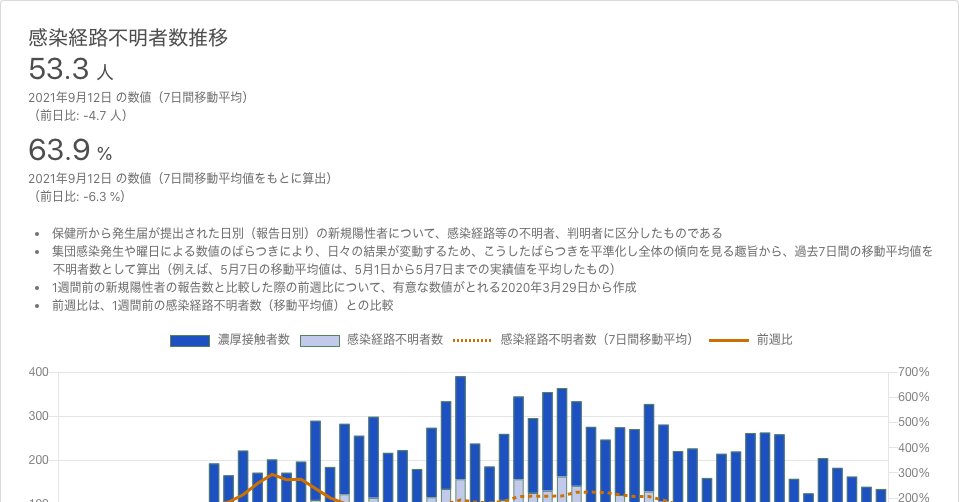 感染経路不明者数推移
53.3 人
2021年9月12日 の数値（7日間移動平均）
（前日比: -4.7 人）
63.9 %
2021年9月12日 の数値（7日間移動平均値をもとに算出）
（前日比: -6.3 %）
• 保健所から発生届が提出された日別（報告日別）の新規陽性者について、感染経路等の不明者、判明者に区分したものである
• 集団感染発生や曜日による数値のばらつきにより、日々の結果が変動するため、こうしたばらつきを平準化し全体の傾向を見る趣旨から、過去7日間の移動平均値を
不明者数として算出（例えば、5月7日の移動平均値は、5月1日から5月7日までの実績値を平均したもの）
• 1週間前の新規陽性者の報告数と比較した際の前週比について、有意な数値がとれる2020年3月29日から作成
• 前週比は、1週間前の感染経路不明者数（移動平均値）との比較
濃厚接触者数 感染経路不明者数 感染経路不明者数（7日間移動平均） 前週比
400 700%
600%
300 500%
400%
200 300%
100 200%